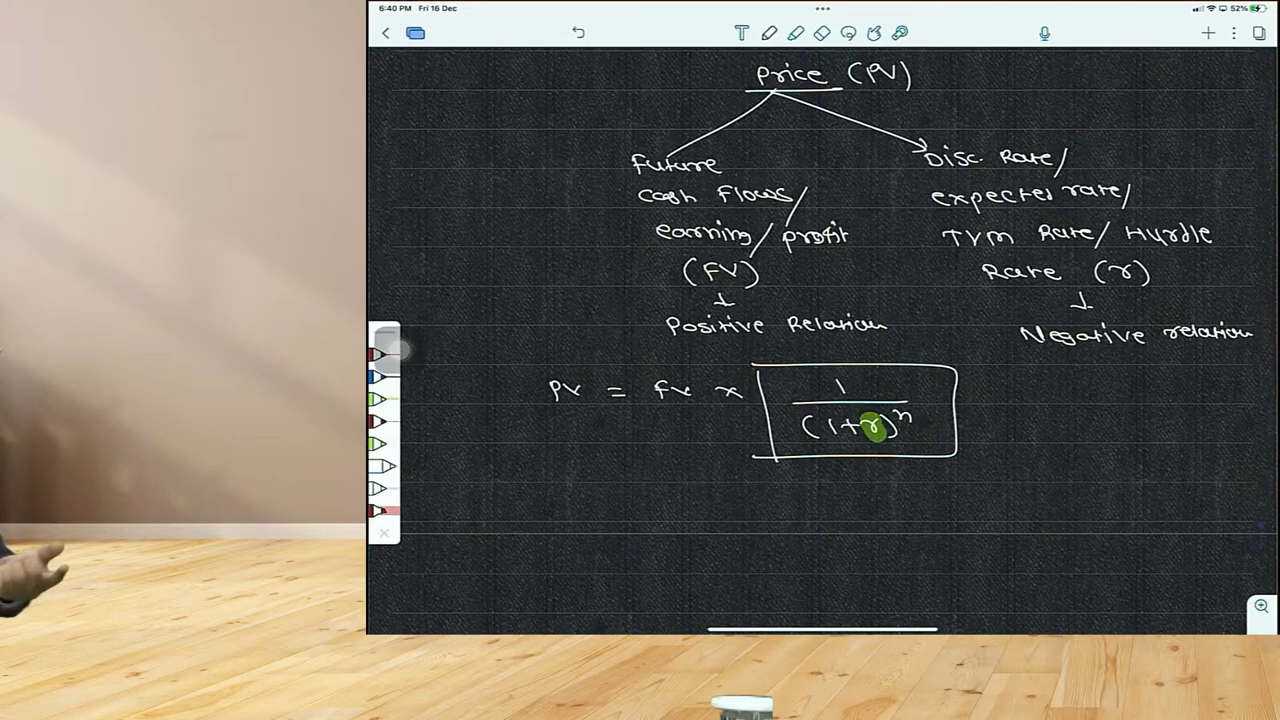 6:40 PM Fri 16 Dec
52%
Price (PV)
Future
cash flows/
earning/ profit
(FV)
Positive Relation
Disc. Rate/
expected rate/
TVM Rate/ Hurdle
Rate (r)
Negative relation
PV = FV x 1
(1+r)^n